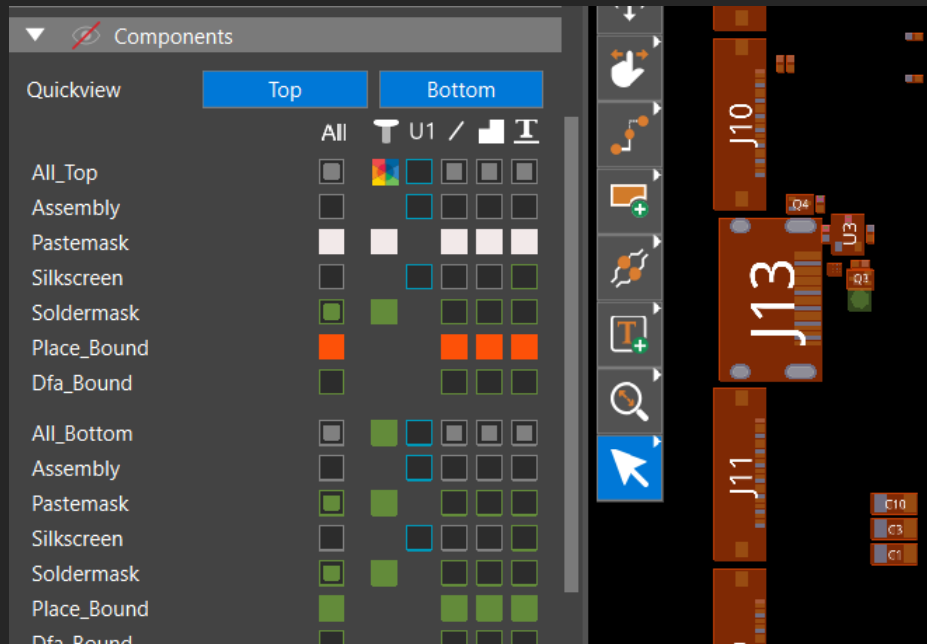 Components
Quickview Top Bottom
All U1 T
All_Top
Assembly
Pastemask
Silkscreen
Soldermask
Place_Bound
Dfa_Bound
All_Bottom
Assembly
Pastemask
Silkscreen
Soldermask
Place_Bound
Dfa_Bound
T
J10
Q4
U3
J13
J11
C10
C3
C1